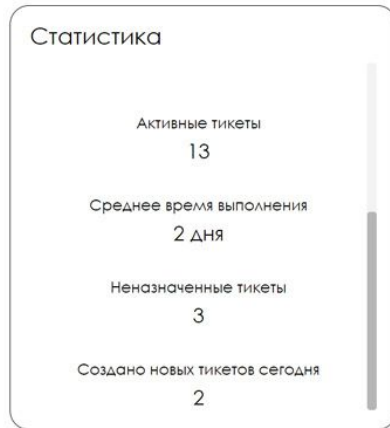 Статистика
Активные тикеты
13
Среднее время выполнения
2 дня
Неназначенные тикеты
3
Создано новых тикетов сегодня
2